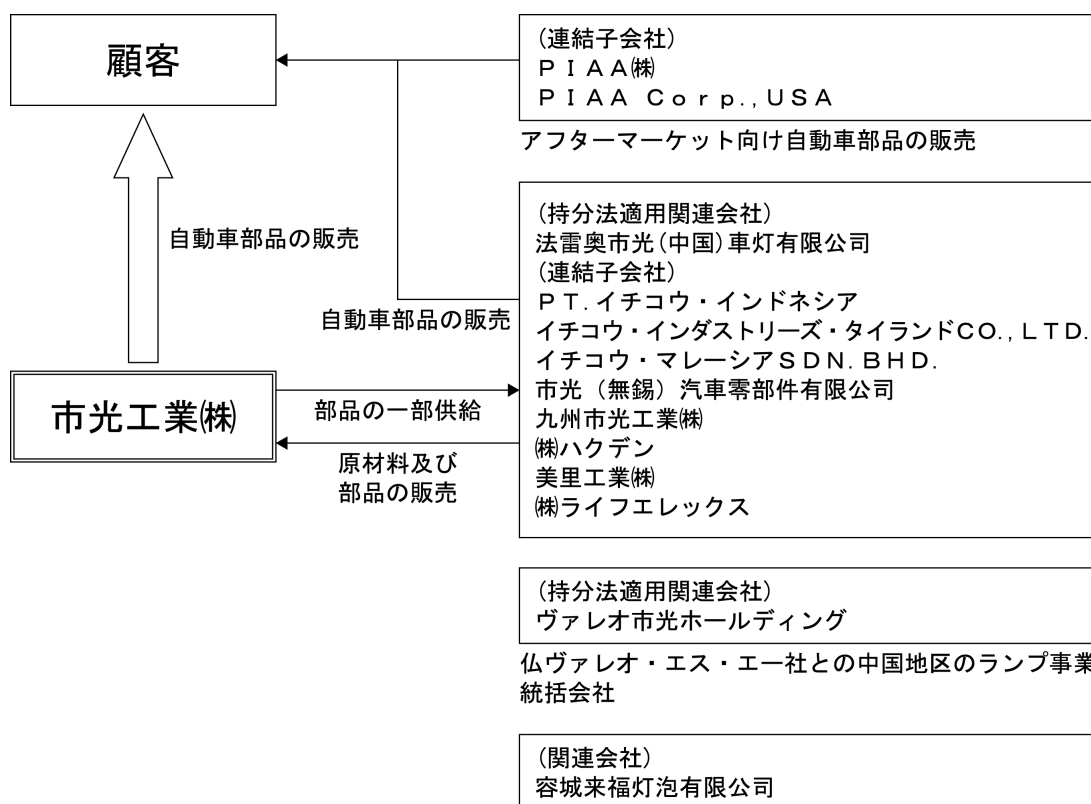 顧客
(連結子会社)
ＰＩＡＡ㈱
ＰＩＡＡ Ｃｏｒｐ.,ＵＳＡ
アフターマーケット向け自動車部品の販売
自動車部品の販売
(持分法適用関連会社)
法雷奥市光(中国)車灯有限公司
(連結子会社)
ＰＴ.イチコウ・インドネシア
イチコウ・インダストリーズ・タイランドCO.,ＬＴＤ.
イチコウ・マレーシアＳＤＮ.ＢＨＤ.
市光（無錫）汽車零部件有限公司
九州市光工業㈱
㈱ハクデン
美里工業㈱
㈱ライフエレックス
自動車部品の販売
市光工業㈱
部品の一部供給
原材料及び
部品の販売
(持分法適用関連会社)
ヴァレオ市光ホールディング
仏ヴァレオ・エス・エー社との中国地区のランプ事業
統括会社
(関連会社)
容城来福灯泡有限公司